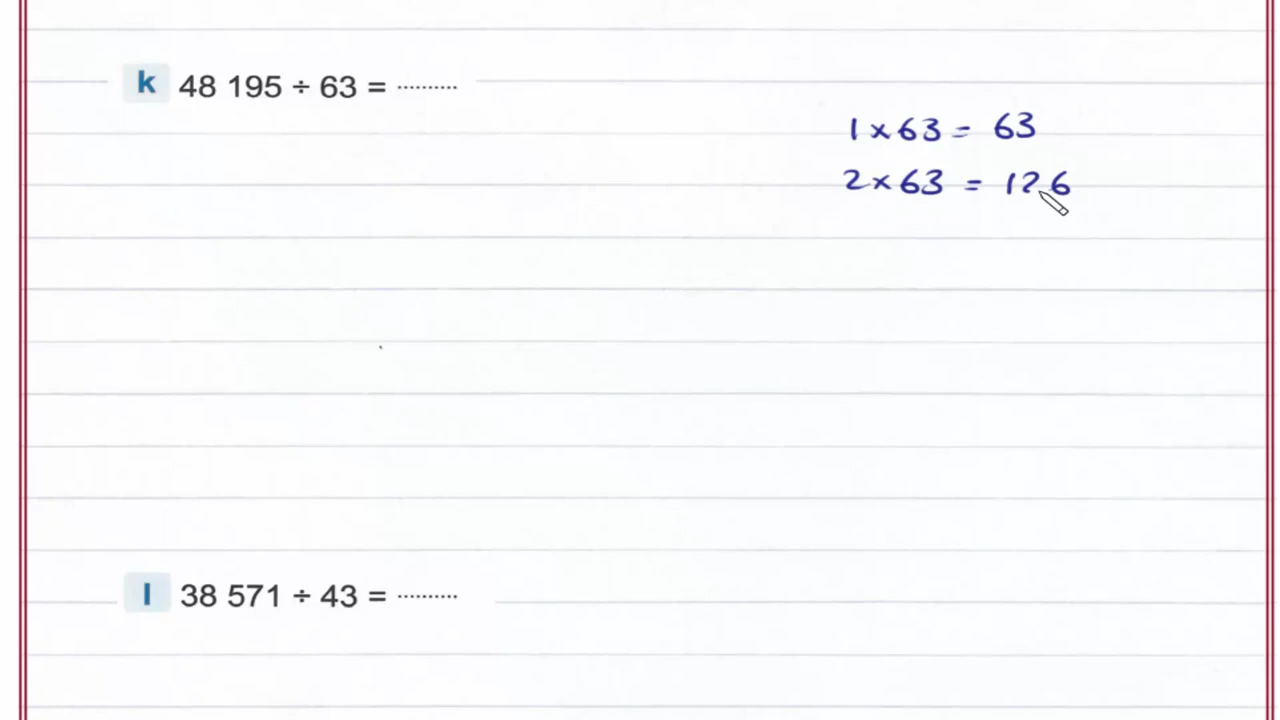 k 48 195 ÷ 63 = ..........
1 × 63 = 63
2 × 63 = 126
l 38 571 ÷ 43 = ..........